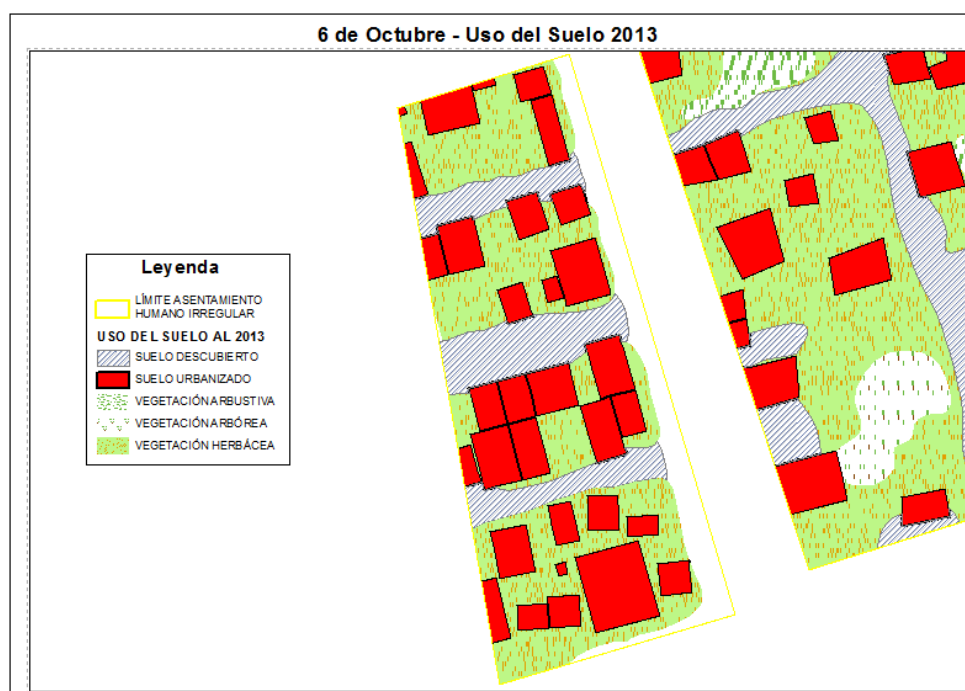 6 de Octubre - Uso del Suelo 2013
Leyenda
LÍMITE ASENTAMIENTO
HUMANO IRREGULAR
USO DEL SUELO AL 2013
SUELO DESCUBIERTO
SUELO URBANIZADO
VEGETACIÓN ARBUSTIVA
VEGETACIÓN ARBÓREA
VEGETACIÓN HERBÁCEA